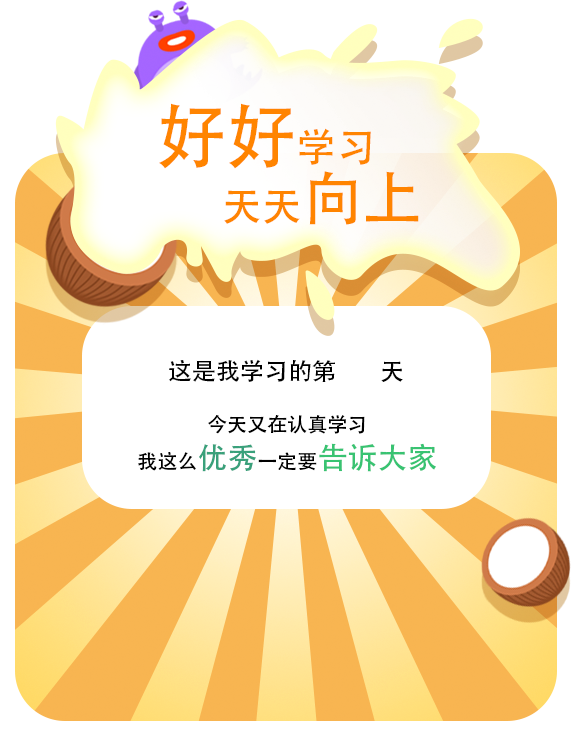 好好学习
天天向上
这是我学习的第 天
今天又在认真学习
我这么优秀一定要告诉大家